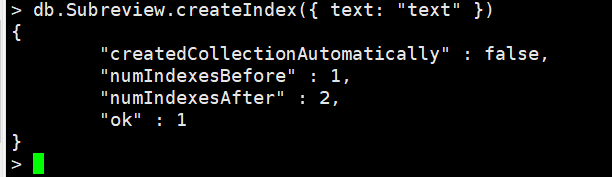 > db.Subreview.createIndex({ text: "text" })
{
        "createdCollectionAutomatically" : false,
        "numIndexesBefore" : 1,
        "numIndexesAfter" : 2,
        "ok" : 1
}
>